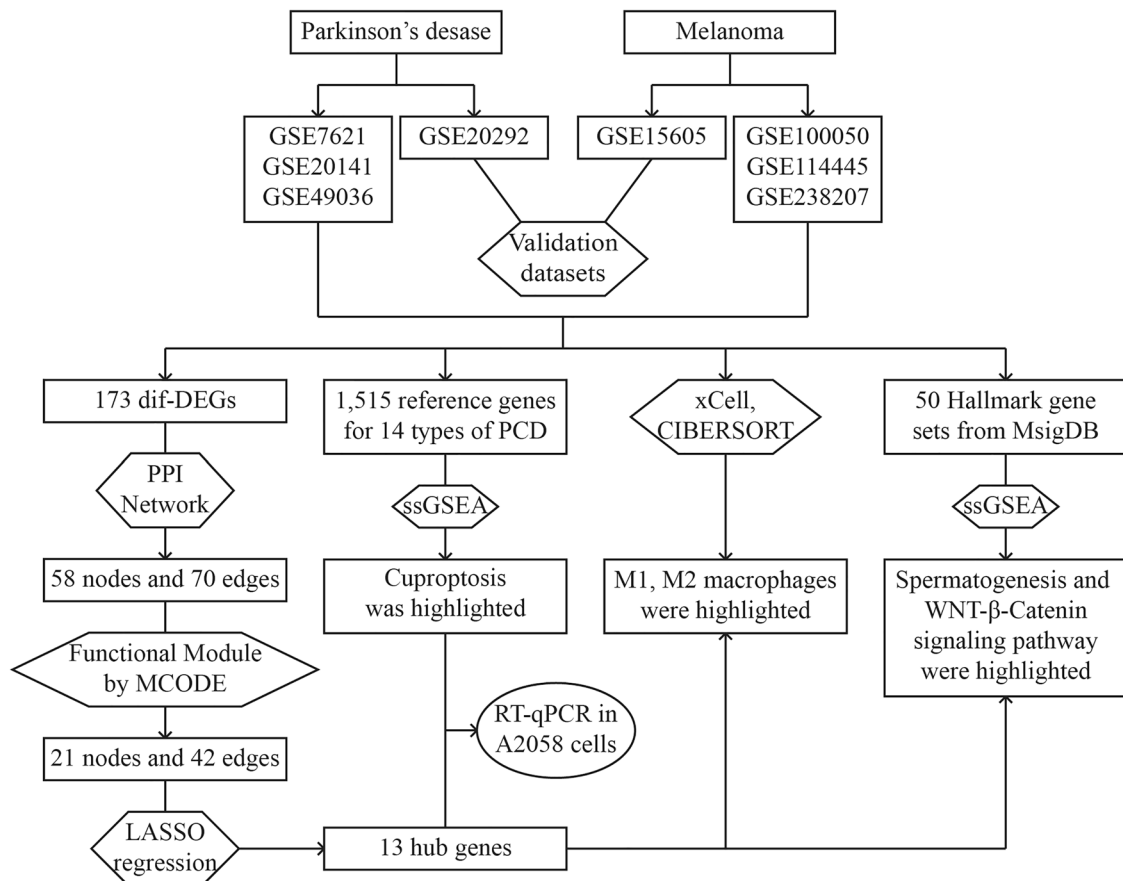 Parkinson's desase
Melanoma
GSE7621
GSE20141
GSE49036
GSE20292
GSE15605
GSE100050
GSE114445
GSE238207
Validation
datasets
173 dif-DEGs
1,515 reference genes
for 14 types of PCD
xCell,
CIBERSORT
50 Hallmark gene
sets from MsigDB
PPI
Network
ssGSEA
ssGSEA
58 nodes and 70 edges
Cuproptosis
was highlighted
M1, M2 macrophages
were highlighted
Spermatogenesis and
WNT-β-Catenin
signaling pathway
were highlighted
Functional Module
by MCODE
RT-qPCR in
A2058 cells
21 nodes and 42 edges
LASSO
regression
13 hub genes